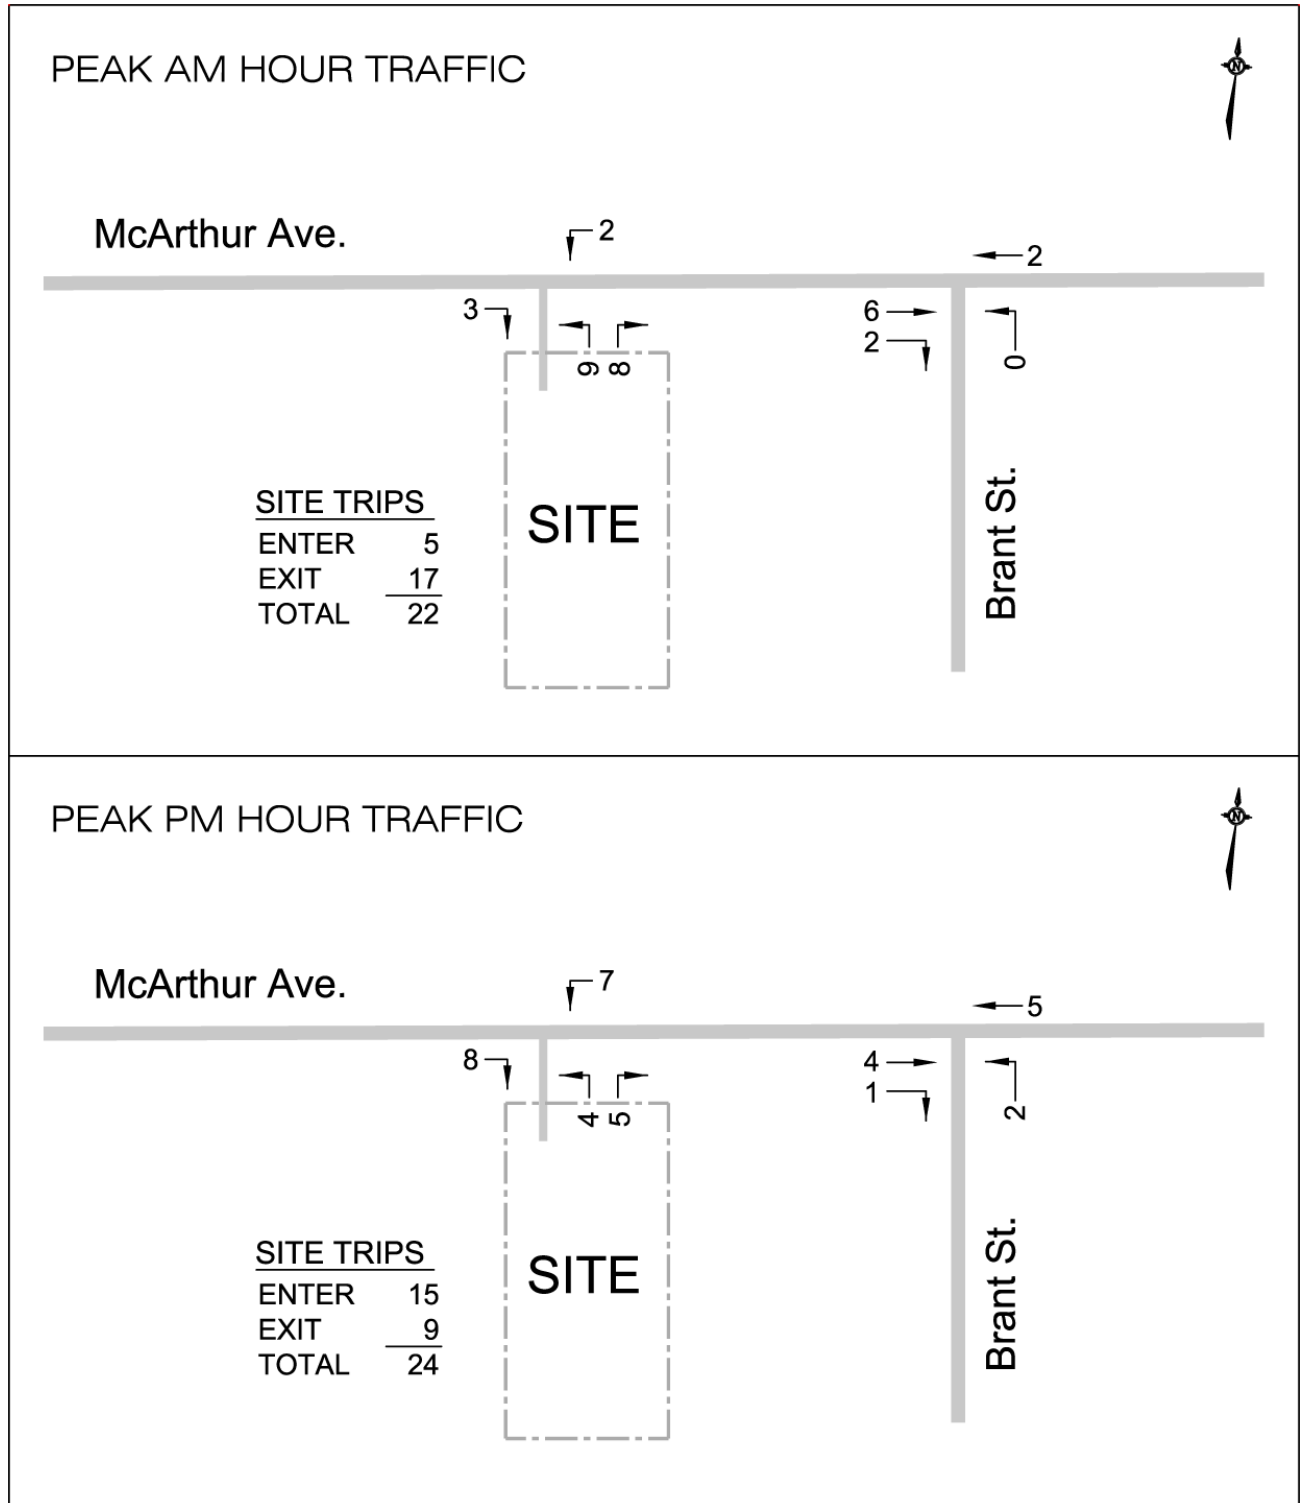 PEAK AM HOUR TRAFFIC
N
McArthur Ave.
2
2
3
6
2
9
8
0
SITE TRIPS
ENTER 5
EXIT 17
TOTAL 22
SITE
Brant St.
PEAK PM HOUR TRAFFIC
N
McArthur Ave.
7
5
8
4
1
4
5
2
SITE TRIPS
ENTER 15
EXIT 9
TOTAL 24
SITE
Brant St.